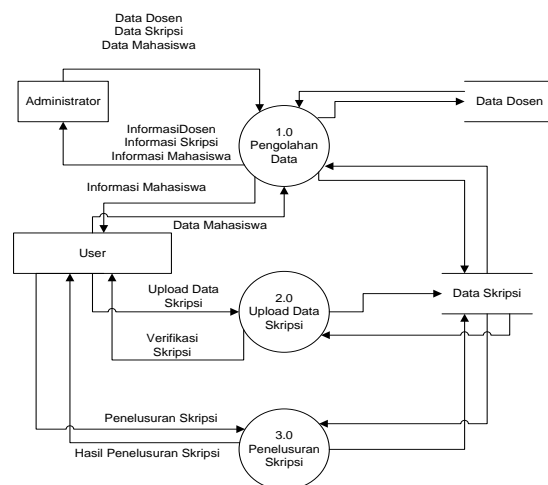 Data Dosen
Data Skripsi
Data Mahasiswa
Administrator
Data Dosen
1.0
Pengolahan
Data
InformasiDosen
Informasi Skripsi
Informasi Mahasiswa
Informasi Mahasiswa
Data Mahasiswa
User
Upload Data
Skripsi
2.0
Upload Data
Skripsi
Data Skripsi
Verifikasi
Skripsi
Penelusuran Skripsi
Hasil Penelusuran Skripsi
3.0
Penelusuran
Skripsi